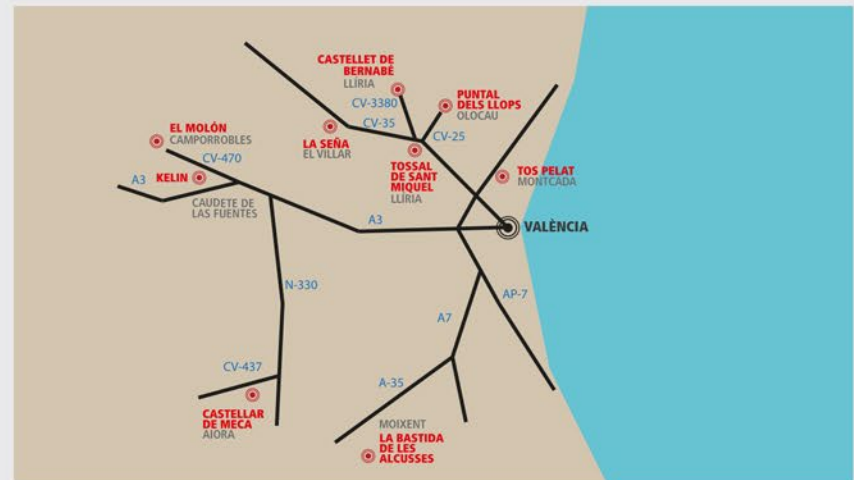 CASTELLET DE
BERNABÉ
LLÍRIA
CV-3380
PUNTAL
DELS LLOPS
OLOCAU
CV-35
CV-25
EL MOLÓN
CAMPORROBLES
CV-470
LA SEÑA
EL VILLAR
TOSSAL
DE SANT
MIQUEL
LLÍRIA
TOS PELAT
MONTCADA
A3
KELIN
CAUDETE DE
LAS FUENTES
A3
VALÈNCIA
N-330
AP-7
A7
CV-437
A-35
CASTELLAR
DE MECA
AIORA
MOIXENT
LA BASTIDA
DE LES
ALCUSSES